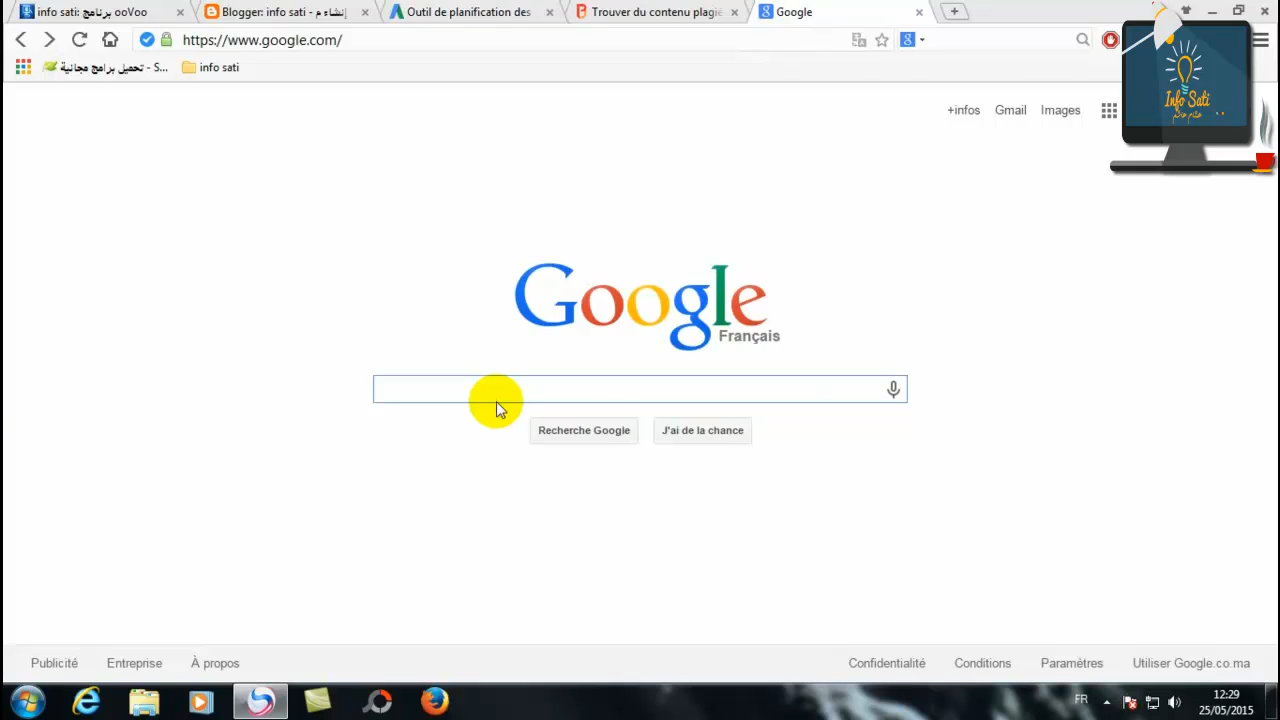 info sati: برنامج ooVoo
Blogger: info sati - إنشاء م
Outil de planification des
Trouver du contenu plagié
Google
https://www.google.com/
تحميل برامج مجانية - S...
info sati
+infos
Gmail
Images
Info Sati
Google
Français
Recherche Google
J'ai de la chance
Publicité
Entreprise
À propos
Confidentialité
Conditions
Paramètres
Utiliser Google.co.ma
FR
12:29
25/05/2015